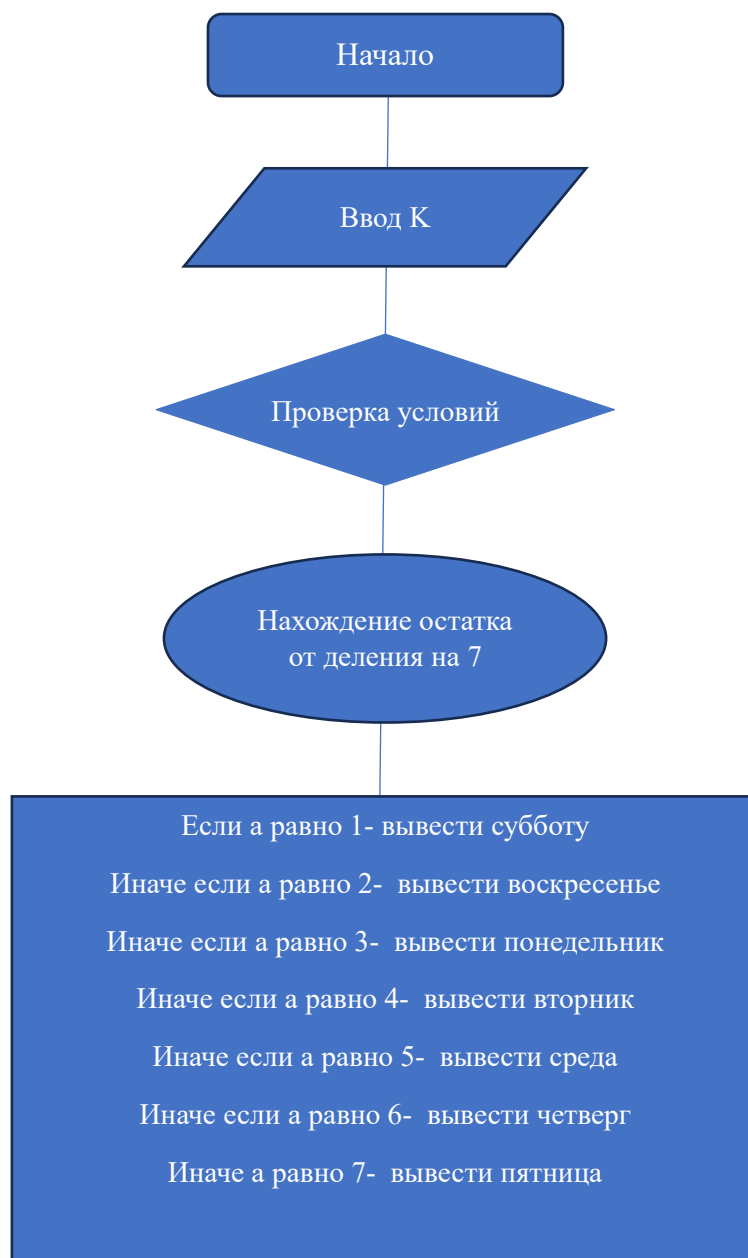 Начало
Ввод K
Проверка условий
Нахождение остатка
от деления на 7
Если а равно 1- вывести субботу
Иначе если а равно 2-  вывести воскресенье
Иначе если а равно 3-  вывести понедельник
Иначе если а равно 4-  вывести вторник
Иначе если а равно 5-  вывести среда
Иначе если а равно 6-  вывести четверг
Иначе а равно 7-  вывести пятница